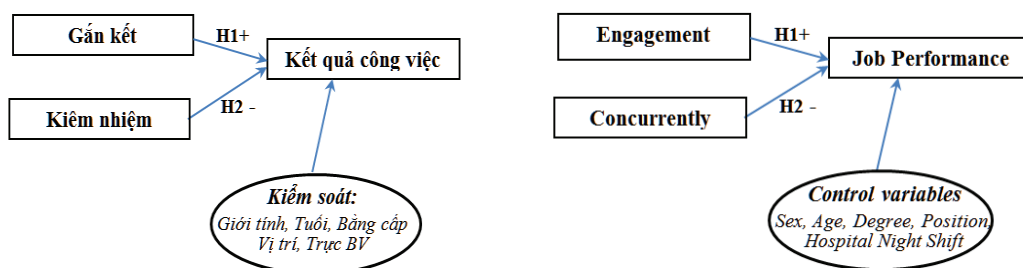 Gắn kết
H1+
Kết quả công việc
Kiêm nhiệm
H2 -
Kiểm soát:
Giới tính, Tuổi, Bằng cấp
Vị trí, Trực BV
Engagement
H1+
Job Performance
Concurrently
H2 -
Control variables
Sex, Age, Degree, Position,
Hospital Night Shift